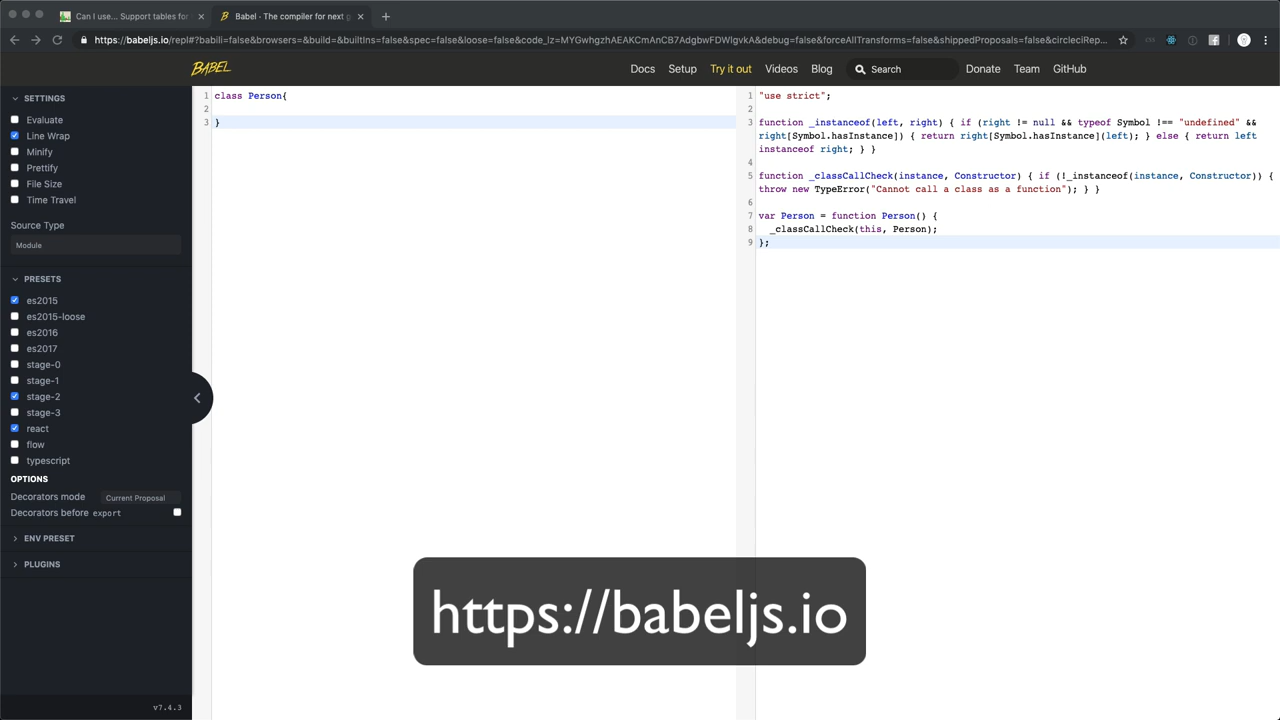 Can I use... Support tables for
Babel · The compiler for next g
https://babeljs.io/repl#?babili=false&browsers=&build=&builtIns=false&spec=false&loose=false&code_lz=MYGwhgzhAEAKCmAnCB7AdgbwFDWlgvkA&debug=false&forceAllTransforms=false&shippedProposals=false&circleciRep...
BABEL
Docs
Setup
Try it out
Videos
Blog
Search
Donate
Team
GitHub
SETTINGS
Evaluate
Line Wrap
Minify
Prettify
File Size
Time Travel
Source Type
Module
PRESETS
es2015
es2015-loose
es2016
es2017
stage-0
stage-1
stage-2
stage-3
react
flow
typescript
OPTIONS
Decorators mode
Current Proposal
Decorators before export
ENV PRESET
PLUGINS
v7.4.3
1 class Person{
2
3 }
1 "use strict";
2
3 function _instanceof(left, right) { if (right != null && typeof Symbol !== "undefined" &&
right[Symbol.hasInstance]) { return right[Symbol.hasInstance](left); } else { return left
instanceof right; } }
4
5 function _classCallCheck(instance, Constructor) { if (!_instanceof(instance, Constructor)) {
throw new TypeError("Cannot call a class as a function"); } }
6
7 var Person = function Person() {
8 _classCallCheck(this, Person);
9 };
https://babeljs.io